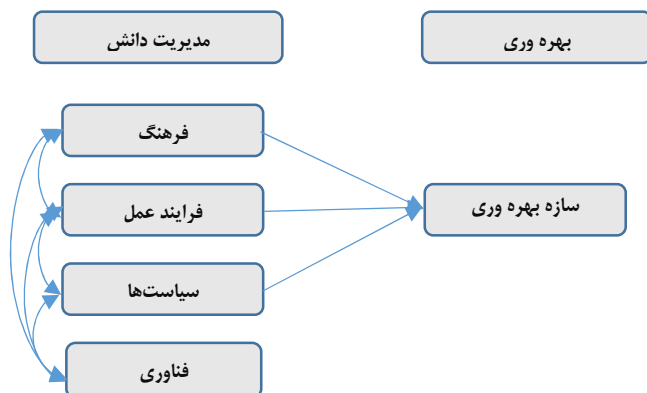 مدیریت دانش
بهره وری
فرهنگ
فرایند عمل
سازه بهره وری
سیاست‌ها
فناوری